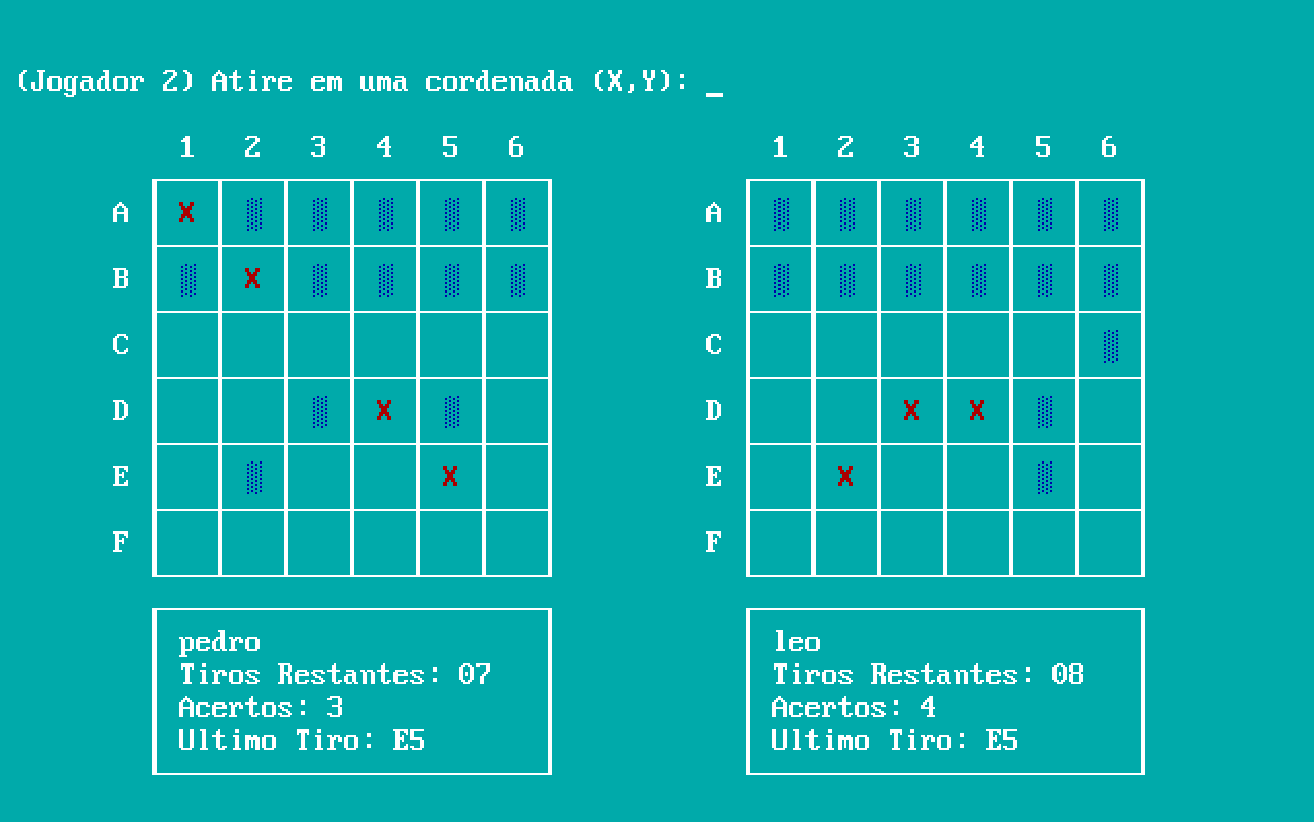 (Jogador 2) Atire em uma cordenada (X,Y): _
1 2 3 4 5 6 1 2 3 4 5 6
A X A
B X B
C C
D X D X X
E X E X
F F
pedro
Tiros Restantes: 07
Acertos: 3
Ultimo Tiro: E5
leo
Tiros Restantes: 08
Acertos: 4
Ultimo Tiro: E5